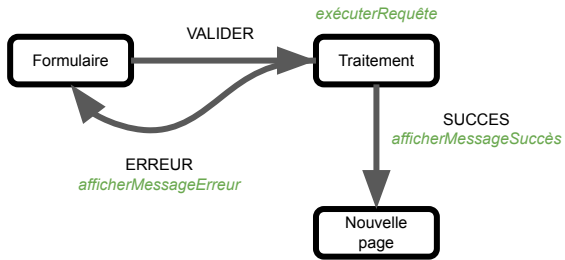 exécuterRequête
VALIDER
Formulaire
Traitement
SUCCES
afficherMessageSuccès
ERREUR
afficherMessageErreur
Nouvelle
page